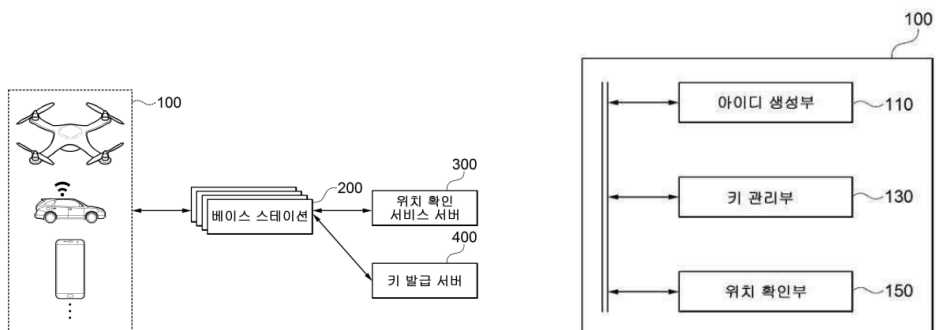 100
200
베이스 스테이션
300
위치 확인
서비스 서버
400
키 발급 서버
100
아이디 생성부
110
키 관리부
130
위치 확인부
150